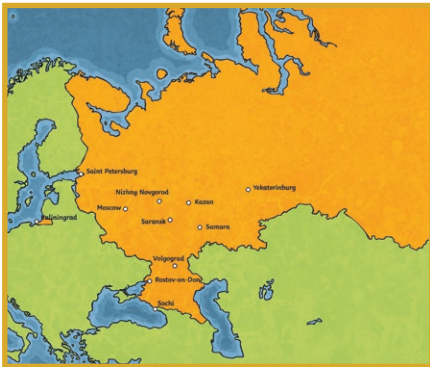 Saint Petersburg
Yekaterinburg
Nizhny Novgorod
Kazan
Moscow
Kaliningrad
Saransk
Samara
Volgograd
Rostov-on-Don
Sochi